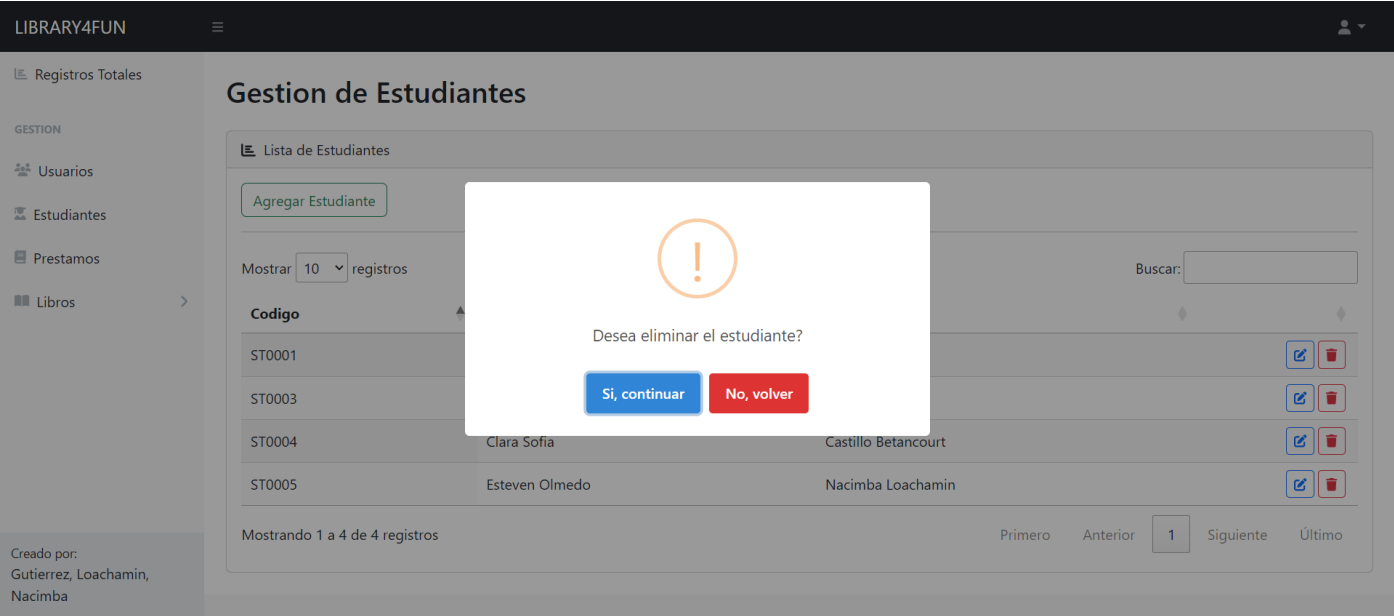 LIBRARY4FUN
Registros Totales
GESTION
Usuarios
Estudiantes
Prestamos
Libros
Creado por:
Gutierrez, Loachamin,
Nacimba
Gestion de Estudiantes
Lista de Estudiantes
Agregar Estudiante
Mostrar 10 registros
Buscar:
Codigo
ST0001
ST0003
ST0004 Clara Sofia Castillo Betancourt
ST0005 Esteven Olmedo Nacimba Loachamin
Mostrando 1 a 4 de 4 registros
Primero Anterior 1 Siguiente Último
!
Desea eliminar el estudiante?
Si, continuar No, volver